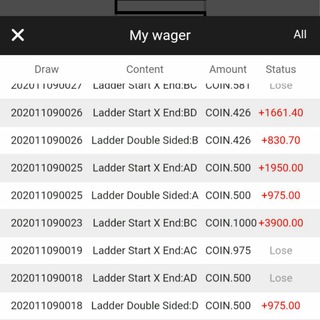 My wager All
Draw Content Amount Status
202011090027 Ladder Start X End:BC COIN.581 Lose
202011090026 Ladder Start X End:BD COIN.426 +1661.40
202011090026 Ladder Double Sided:B COIN.426 +830.70
202011090025 Ladder Start X End:AD COIN.500 +1950.00
202011090025 Ladder Double Sided:A COIN.500 +975.00
202011090023 Ladder Start X End:BC COIN.1000 +3900.00
202011090019 Ladder Start X End:AC COIN.975 Lose
202011090018 Ladder Start X End:AD COIN.500 Lose
202011090018 Ladder Double Sided:D COIN.500 +975.00